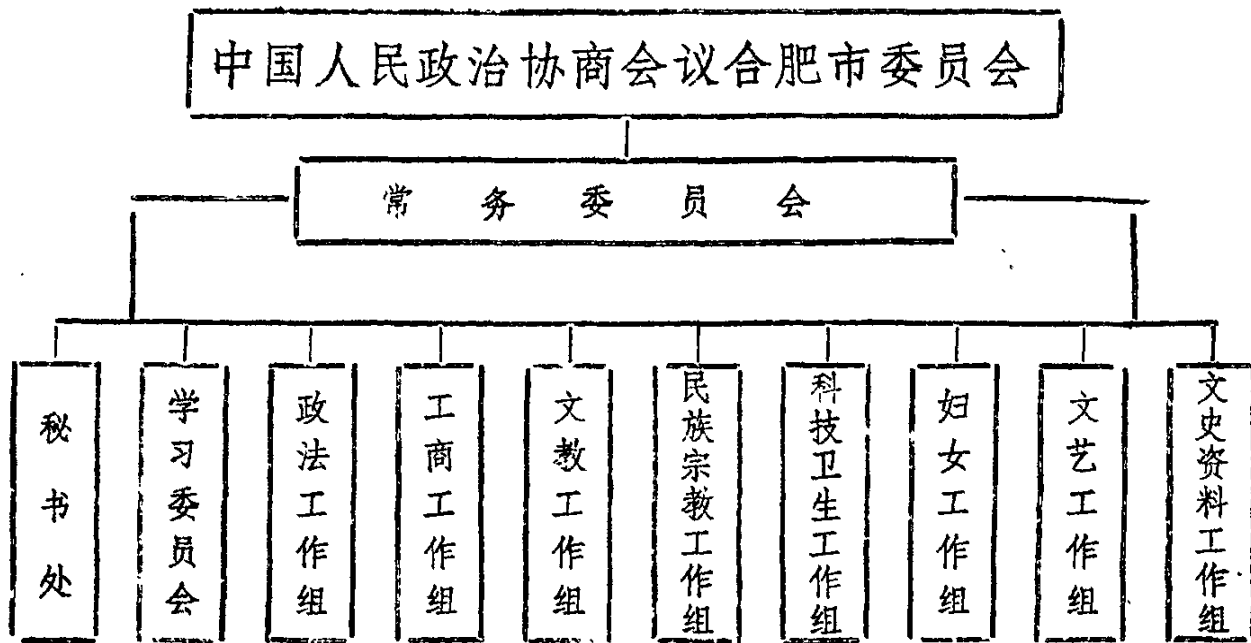 中国人民政治协商会议合肥市委员会
常务委员会
秘书处
学习委员会
政法工作组
工商工作组
文教工作组
民族宗教工作组
科技卫生工作组
妇女工作组
文艺工作组
文史资料工作组